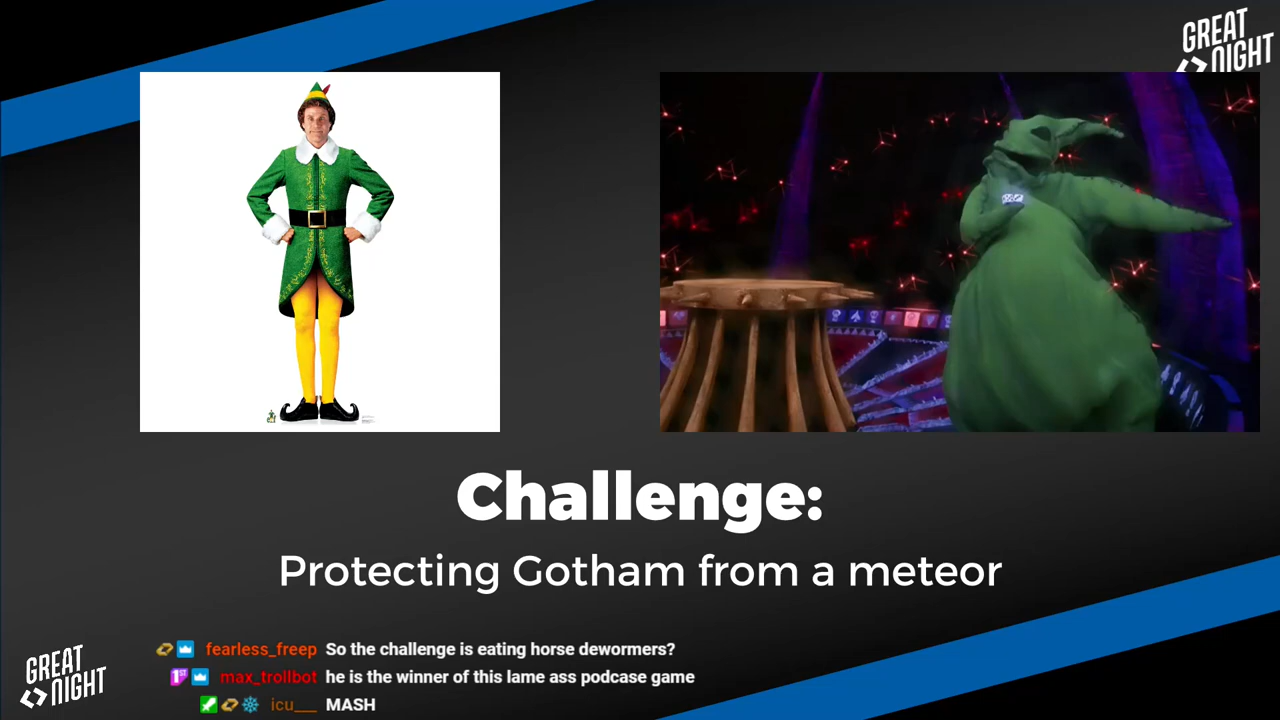 GREAT
NIGHT
Challenge:
Protecting Gotham from a meteor
fearless_freep So the challenge is eating horse dewormers?
max_trollbot he is the winner of this lame ass podcase game
icu___ MASH
GREAT
NIGHT